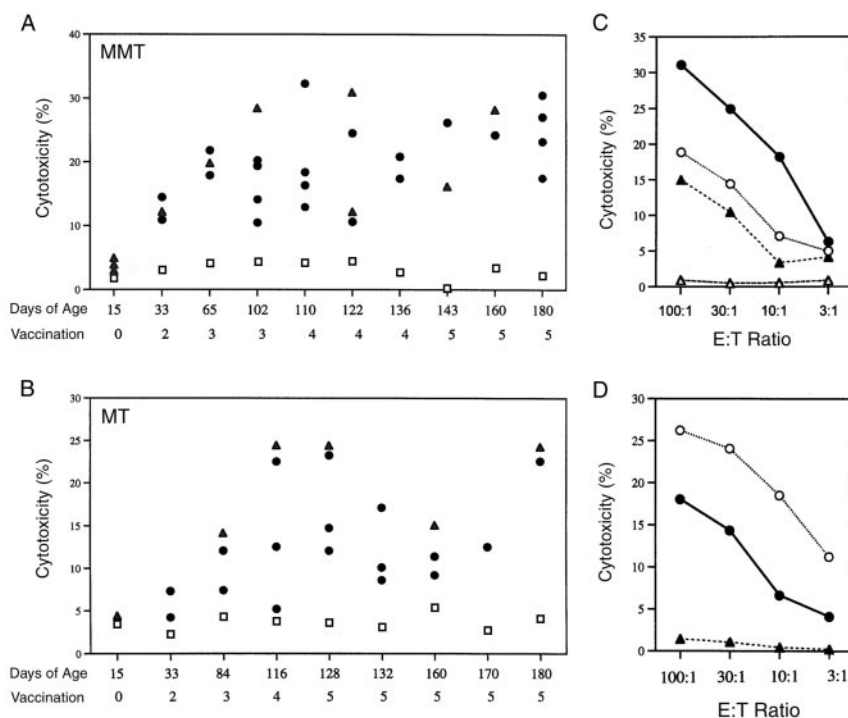 A
MMT
Cytotoxicity (%)
40
30
20
10
0
Days of Age 15 33 65 102 110 122 136 143 160 180
Vaccination 0 2 3 3 4 4 4 5 5 5
B
MT
Cytotoxicity (%)
30
25
20
15
10
5
0
Days of Age 15 33 84 116 128 132 160 170 180
Vaccination 0 2 3 4 5 5 5 5 5
C
Cytotoxicity (%)
35
30
25
20
15
10
5
0
100:1 30:1 10:1 3:1
E:T Ratio
D
Cytotoxicity (%)
30
25
20
15
10
5
0
100:1 30:1 10:1 3:1
E:T Ratio